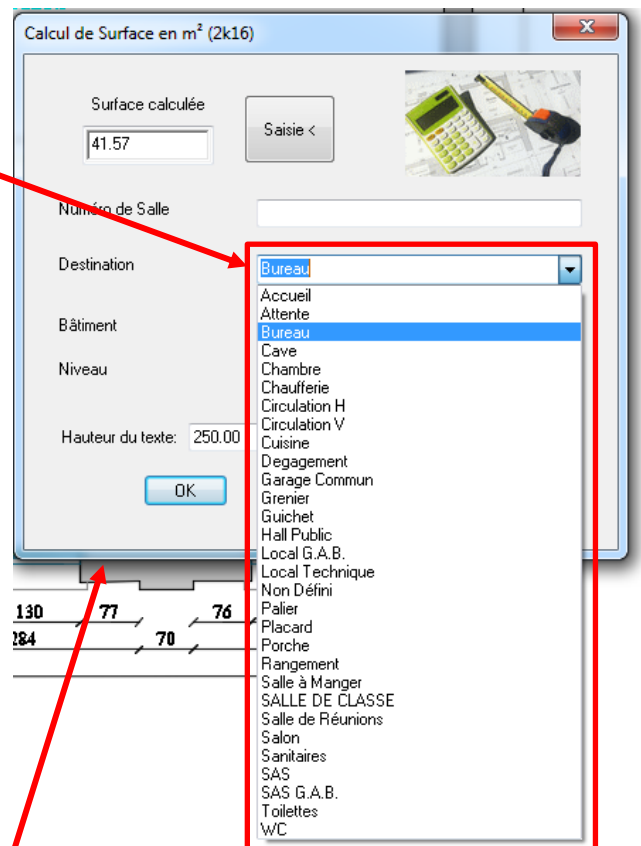 Calcul de Surface en m² (2k16)
Surface calculée
41.57
Saisie <
Numéro de Salle
Destination
Bureau
Accueil
Attente
Bureau
Cave
Chambre
Chaufferie
Circulation H
Circulation V
Cuisine
Degagement
Garage Commun
Grenier
Guichet
Hall Public
Local G.A.B.
Local Technique
Non Défini
Palier
Placard
Porche
Rangement
Salle à Manger
SALLE DE CLASSE
Salle de Réunions
Salon
Sanitaires
SAS
SAS G.A.B.
Toilettes
WC
Bâtiment
Niveau
Hauteur du texte: 250.00
OK
130 77 76
284 70